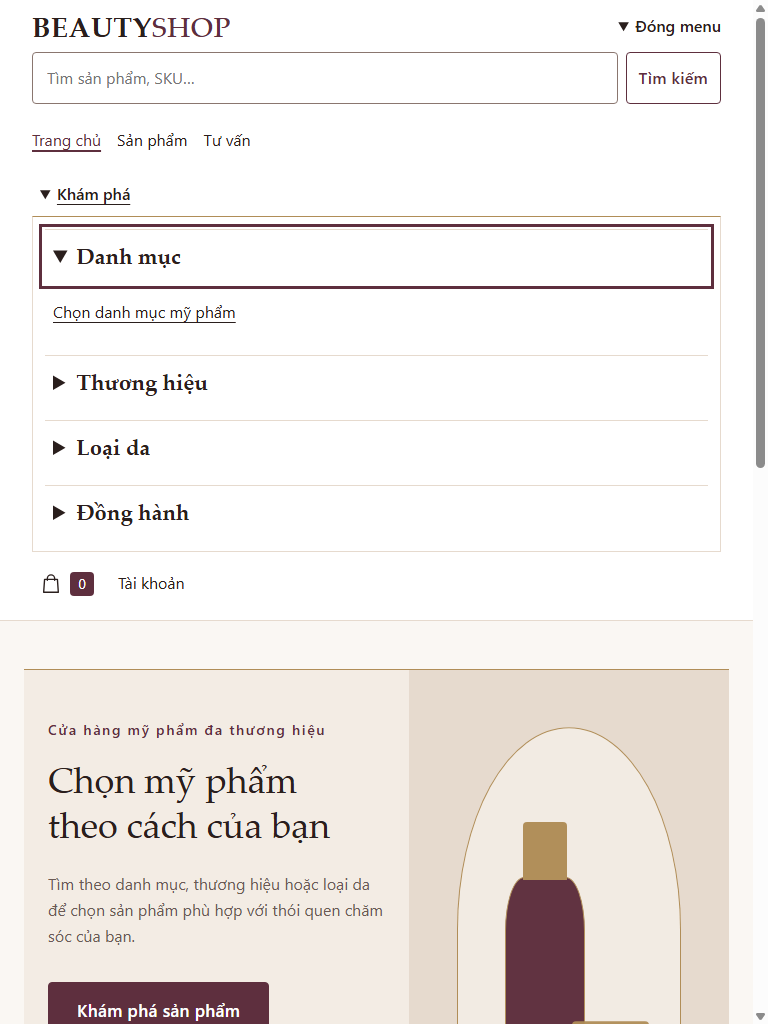 BEAUTYSHOP
▼ Đóng menu
Tìm sản phẩm, SKU...
Tìm kiếm
Trang chủ Sản phẩm Tư vấn
▼ Khám phá
▼ Danh mục
Chọn danh mục mỹ phẩm
▶ Thương hiệu
▶ Loại da
▶ Đồng hành
0 Tài khoản
Cửa hàng mỹ phẩm đa thương hiệu
Chọn mỹ phẩm
theo cách của bạn
Tìm theo danh mục, thương hiệu hoặc loại da
để chọn sản phẩm phù hợp với thói quen chăm
sóc của bạn.
Khám phá sản phẩm